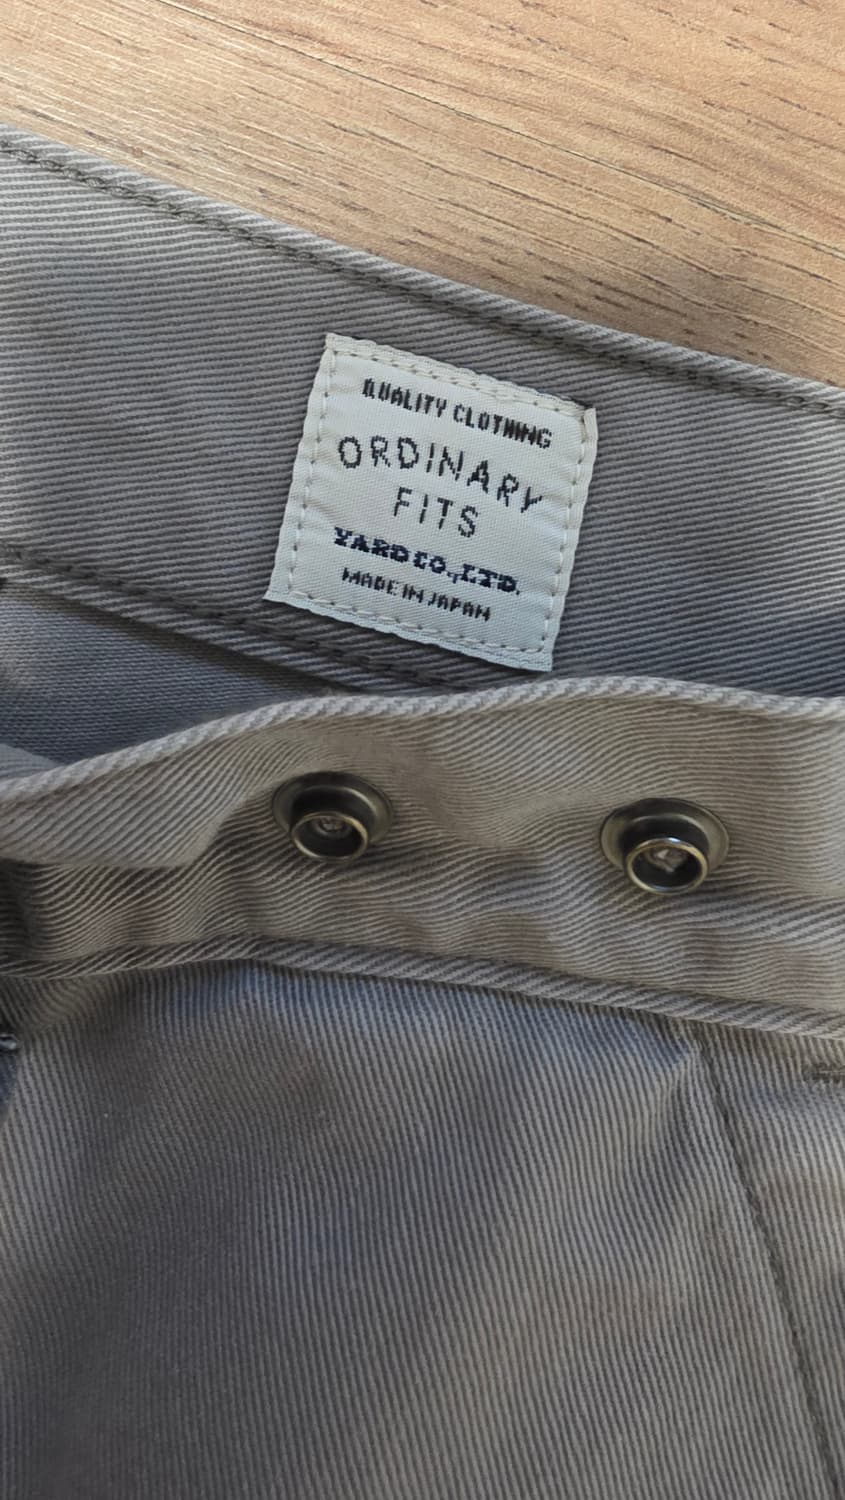 QUALITY CLOTHING
ORDINARY
FITS
YARD CO.,LTD.
MADE IN JAPAN